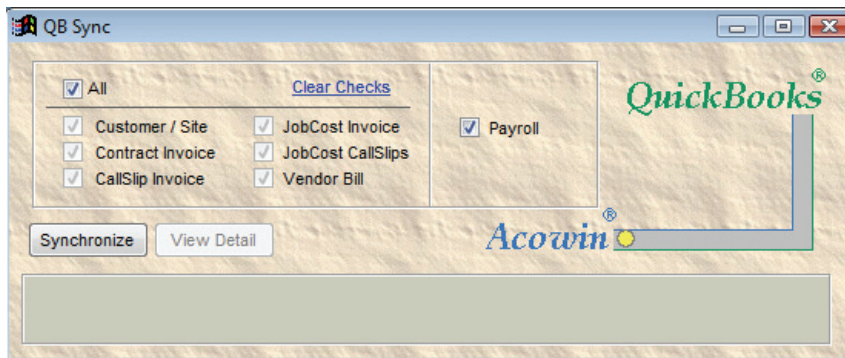 QB Sync
All Clear Checks
Customer / Site JobCost Invoice
Contract Invoice JobCost CallSlips
CallSlip Invoice Vendor Bill
Payroll
QuickBooks®
Synchronize View Detail
Acowin®